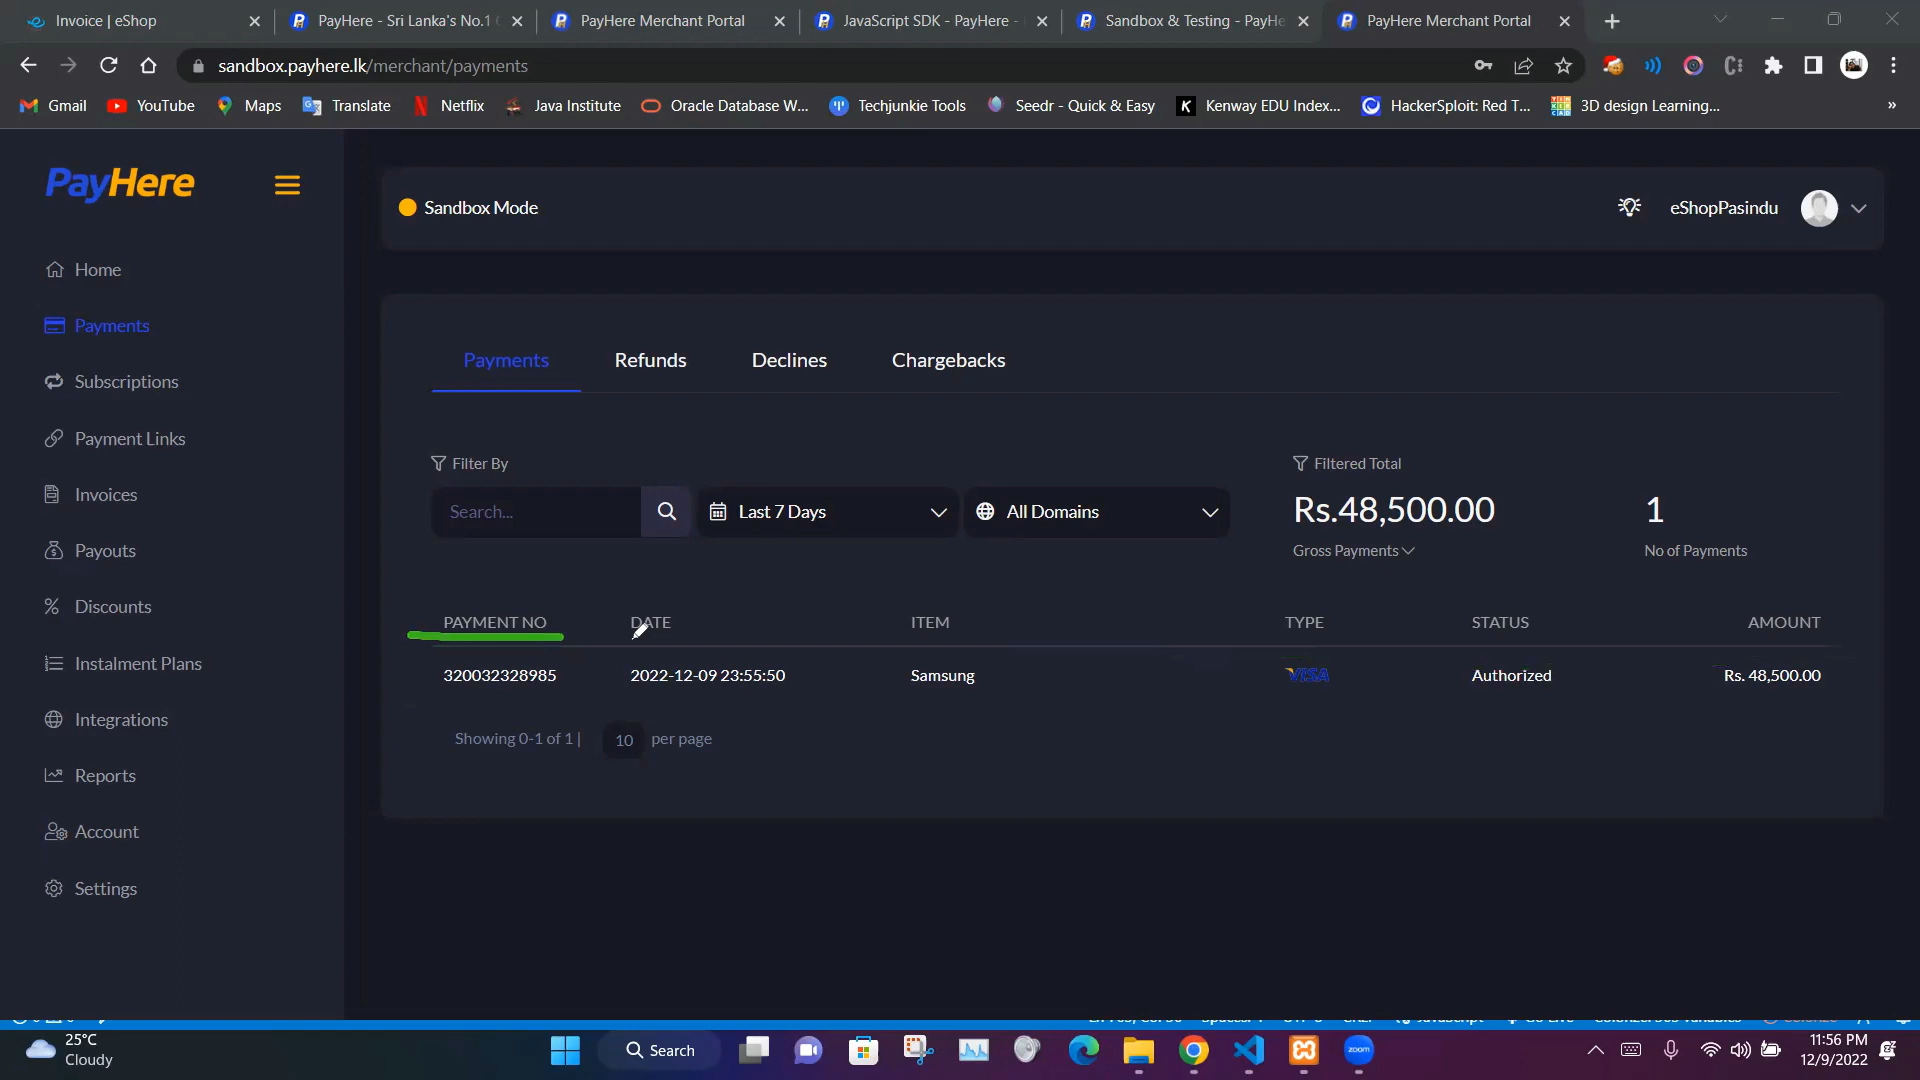 Invoice | eShop
PayHere - Sri Lanka's No.1
PayHere Merchant Portal
JavaScript SDK - PayHere -
Sandbox & Testing - PayHe
PayHere Merchant Portal
sandbox.payhere.lk/merchant/payments
Gmail
YouTube
Maps
Translate
Netflix
Java Institute
Oracle Database W...
Techjunkie Tools
Seedr - Quick & Easy
Kenway EDU Index...
HackerSploit: Red T...
3D design Learning...
»
PayHere
Sandbox Mode
eShopPasindu
Home
Payments
Subscriptions
Payment Links
Invoices
Payouts
Discounts
Instalment Plans
Integrations
Reports
Account
Settings
Payments
Refunds
Declines
Chargebacks
Filter By
Filtered Total
Search...
Last 7 Days
All Domains
Rs.48,500.00
1
Gross Payments
No of Payments
PAYMENT NO DATE ITEM TYPE STATUS AMOUNT
320032328985 2022-12-09 23:55:50 Samsung VISA Authorized Rs. 48,500.00
Showing 0-1 of 1 | 10 per page
25°C
Cloudy
Search
zoom
11:56 PM
12/9/2022